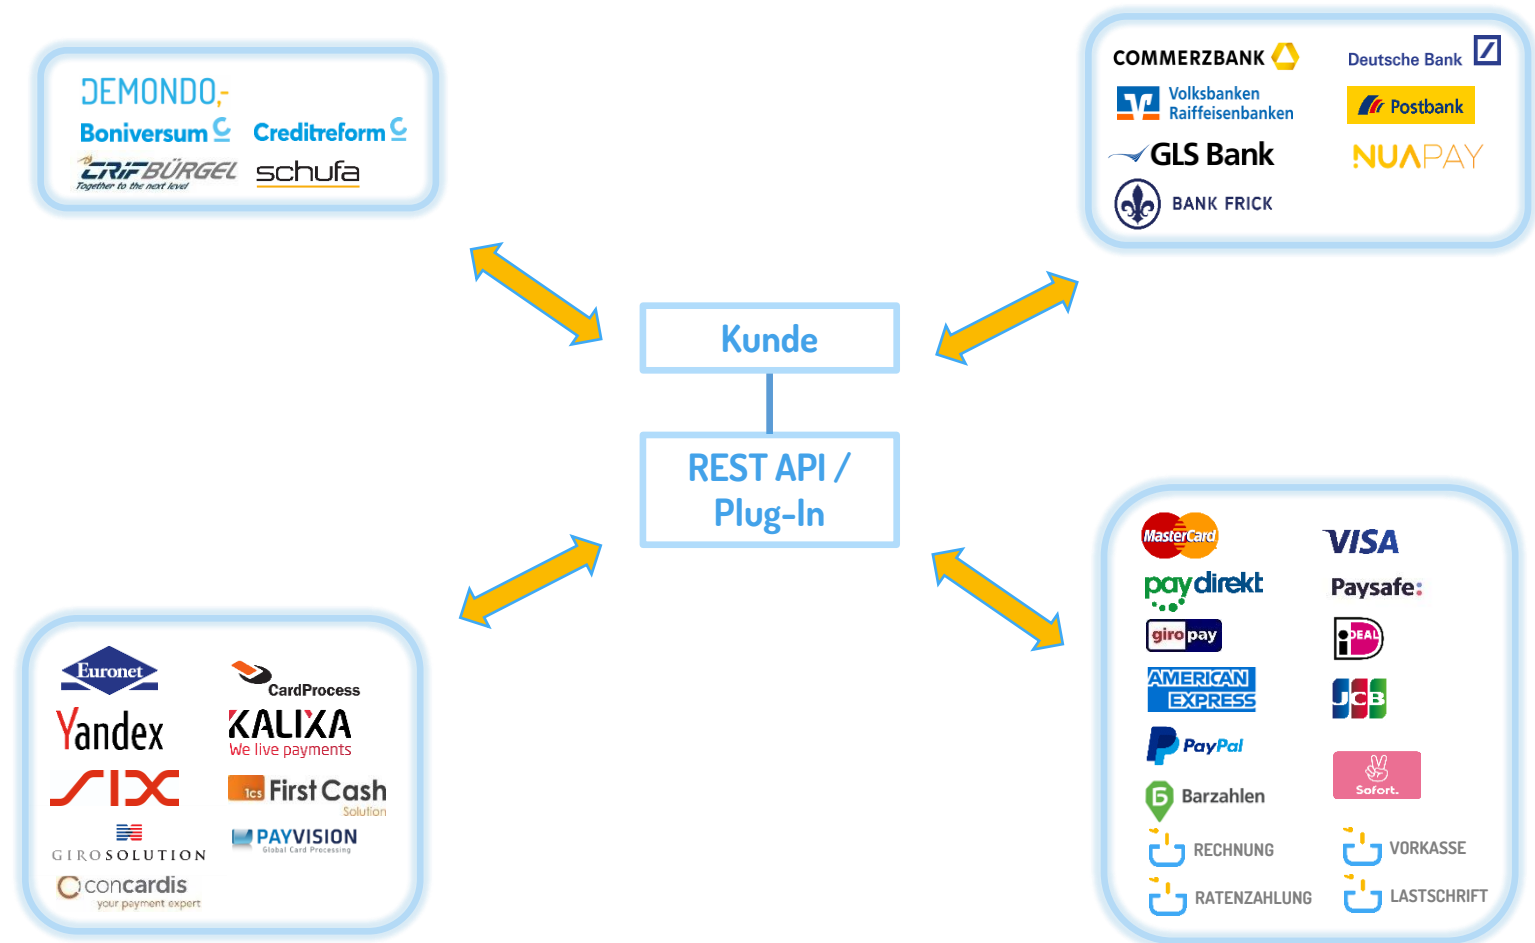 DEMONDO,-
Boniversum Creditreform
CRIFBÜRGEL schufa
Together to the next level
COMMERZBANK Deutsche Bank
Volksbanken
Raiffeisenbanken
Postbank
GLS Bank NUAPAY
BANK FRICK
Kunde
REST API /
Plug-In
Euronet
CardProcess
Yandex
KALIXA
We live payments
SIX
1cs First Cash
Solution
PAYVISION
Global Card Processing
GIROSOLUTION
concardis
your payment expert
MasterCard VISA
paydirekt Paysafe:
giropay iDEAL
AMERICAN
EXPRESS
JCB
PayPal
Sofort.
Barzahlen
RECHNUNG VORKASSE
RATENZAHLUNG LASTSCHRIFT